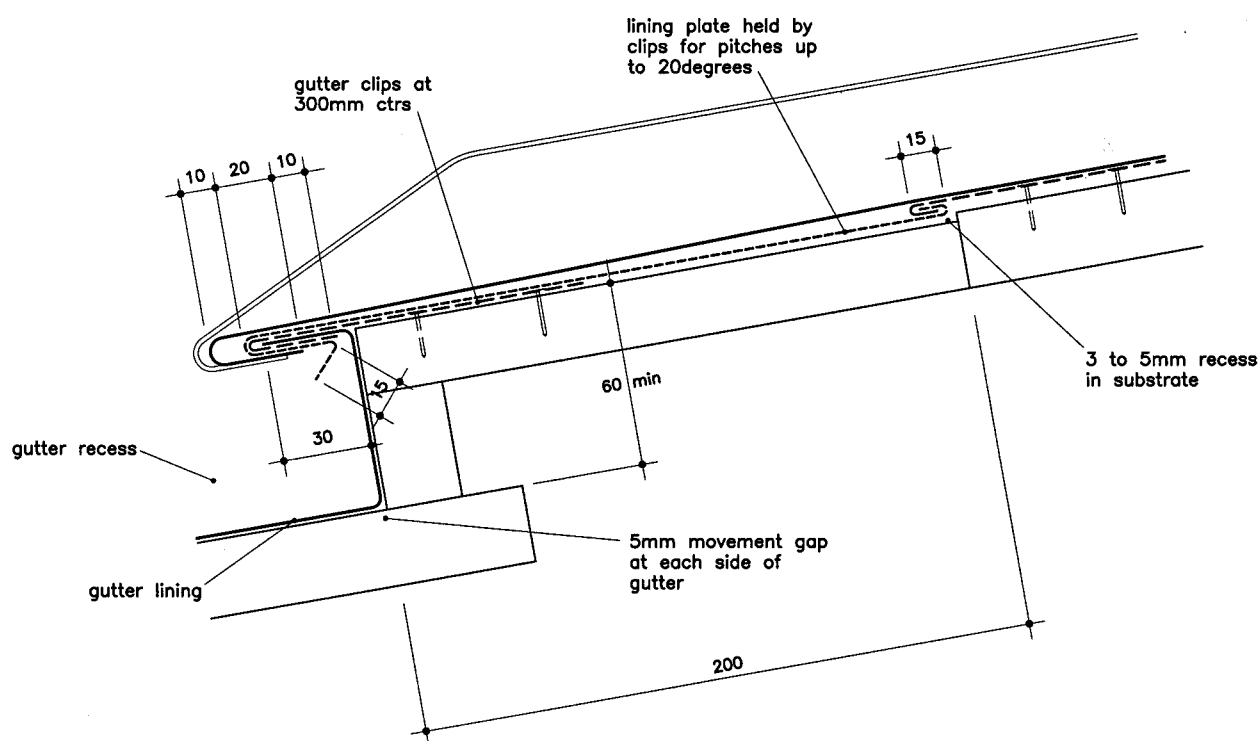 lining plate held by
clips for pitches up
to 20degrees
gutter clips at
300mm ctrs
10
20
10
15
3 to 5mm recess
in substrate
60 min
15
30
gutter recess
5mm movement gap
at each side of
gutter
gutter lining
200